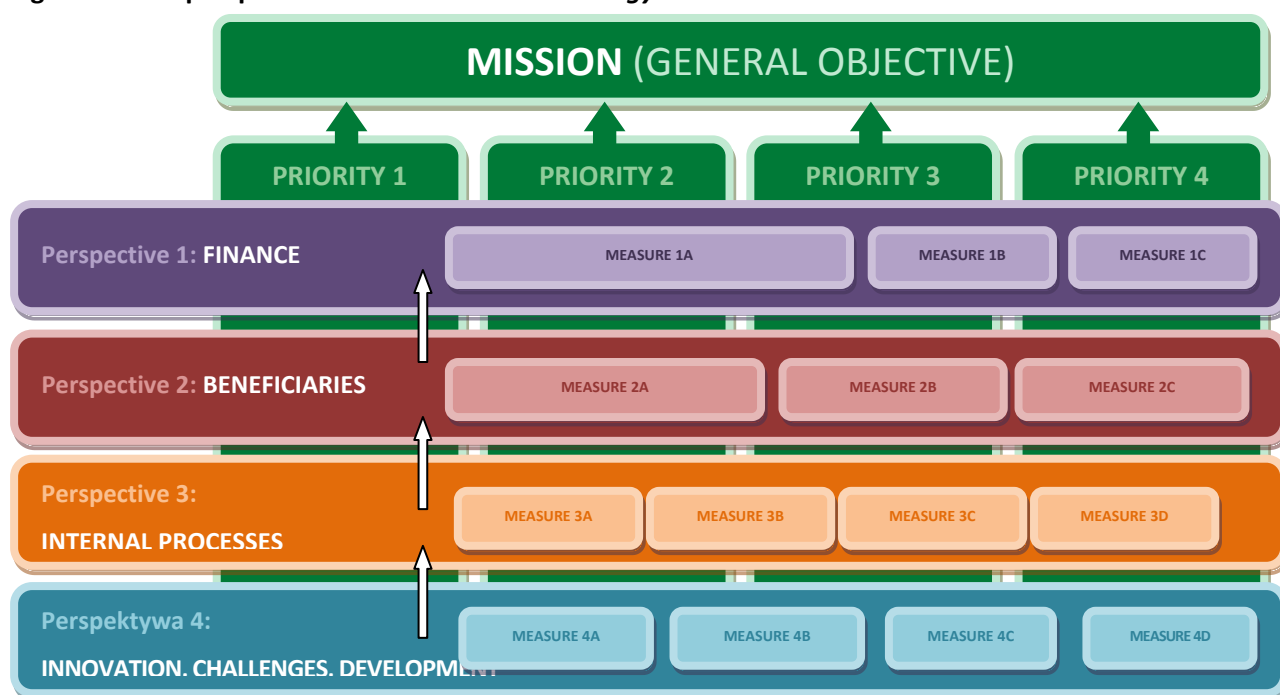 MISSION (GENERAL OBJECTIVE)
PRIORITY 1 PRIORITY 2 PRIORITY 3 PRIORITY 4
Perspective 1: FINANCE MEASURE 1A MEASURE 1B MEASURE 1C
Perspective 2: BENEFICIARIES MEASURE 2A MEASURE 2B MEASURE 2C
Perspective 3:
INTERNAL PROCESSES
MEASURE 3A MEASURE 3B MEASURE 3C MEASURE 3D
Perspektywa 4:
INNOVATION. CHALLENGES. DEVELOPMENT
MEASURE 4A MEASURE 4B MEASURE 4C MEASURE 4D